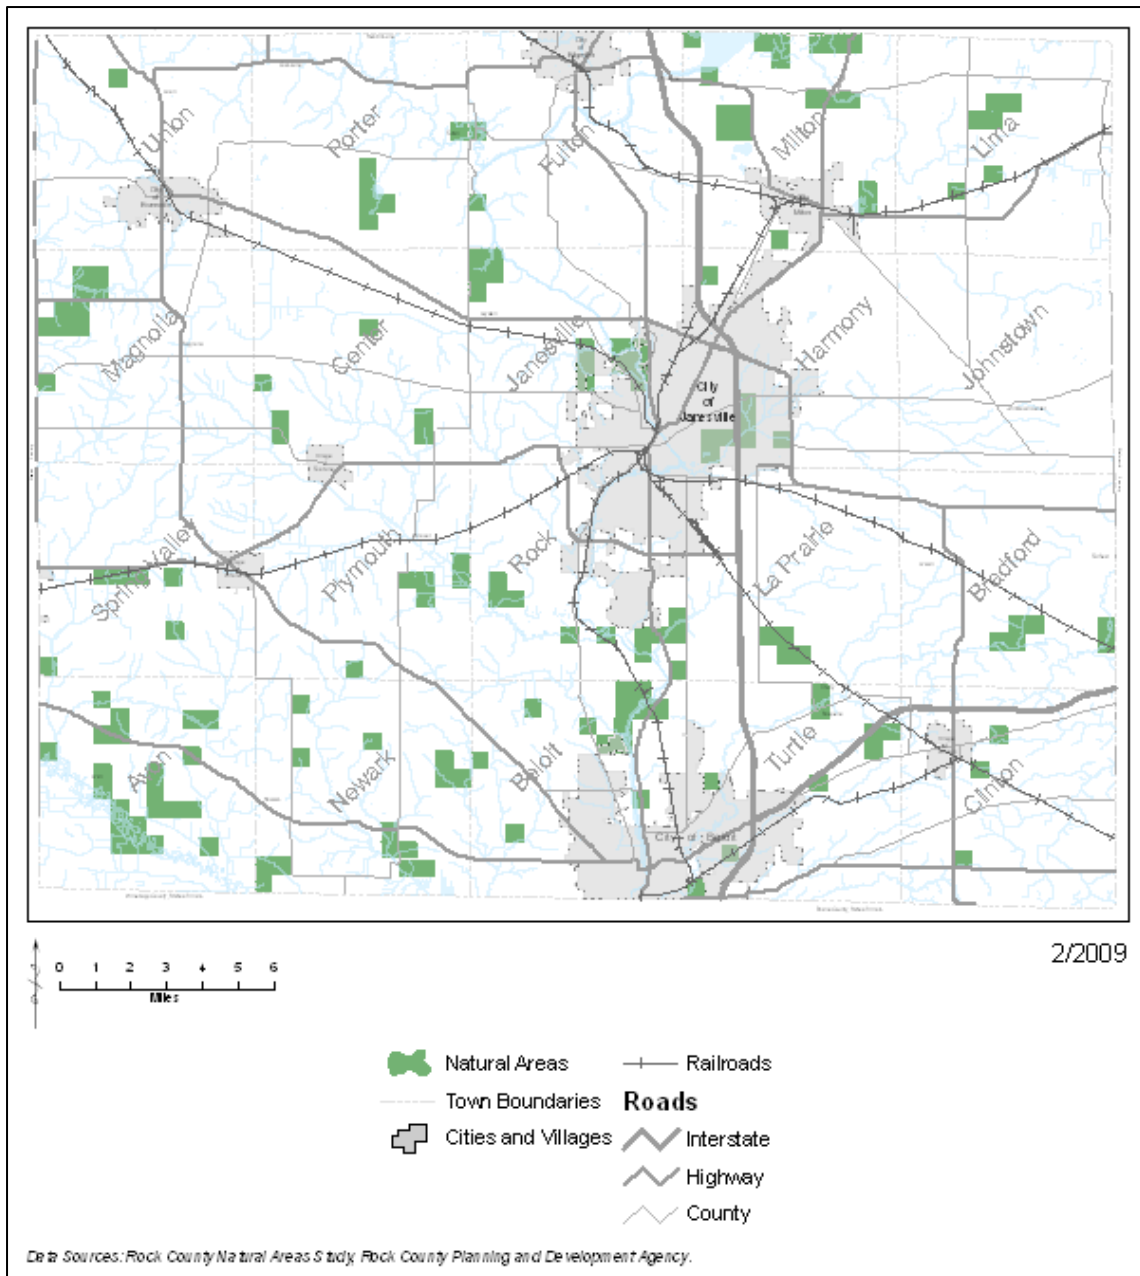 Union
Porter
Fulton
Milton
Lima
Magnolia
Center
Janesville
Harmony
Johnstown
City
of
Janesville
Spring Valley
Plymouth
Rock
La Prairie
Bradford
Avon
Newark
Beloit
Turtle
Clinton
City of Beloit
2/2009
0 1 2 3 4 6
Miles
Natural Areas
Railroads
Town Boundaries
Roads
Cities and Villages
Interstate
Highway
County
Data Sources: Rock County Natural Areas Study, Rock County Planning and Development Agency.